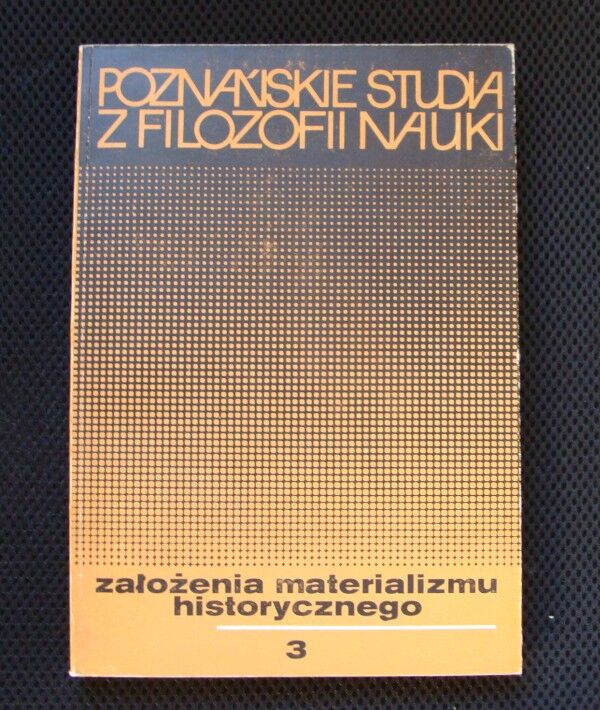 POZNAŃSKIE STUDIA
Z FILOZOFII NAUKI
założenia materializmu
historycznego
3